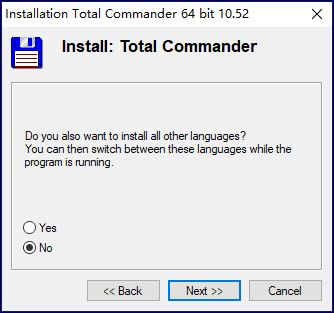 Installation Total Commander 64 bit 10.52
Install: Total Commander
Do you also want to install all other languages?
You can then switch between these languages while the
program is running.
Yes
No
<< Back
Next >>
Cancel